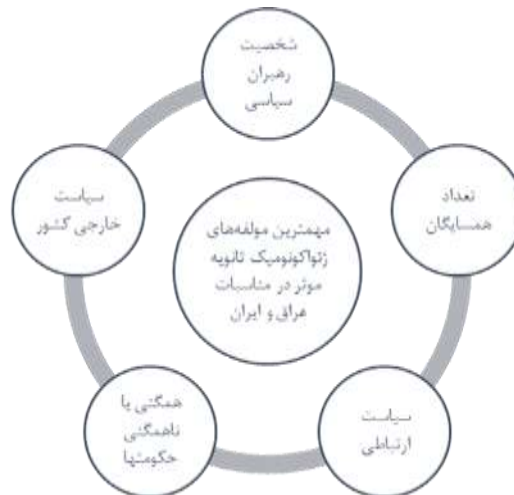 شخصیت
رهبران
سیاسی
تعداد
همسایگان
سیاست
ارتباطی
همگنی یا
ناهمگنی
حکومتها
سیاست
خارجی کشور
مهمترین مولفه‌های
ژئواکونومیک ثانویه
موثر در مناسبات
عراق و ایران